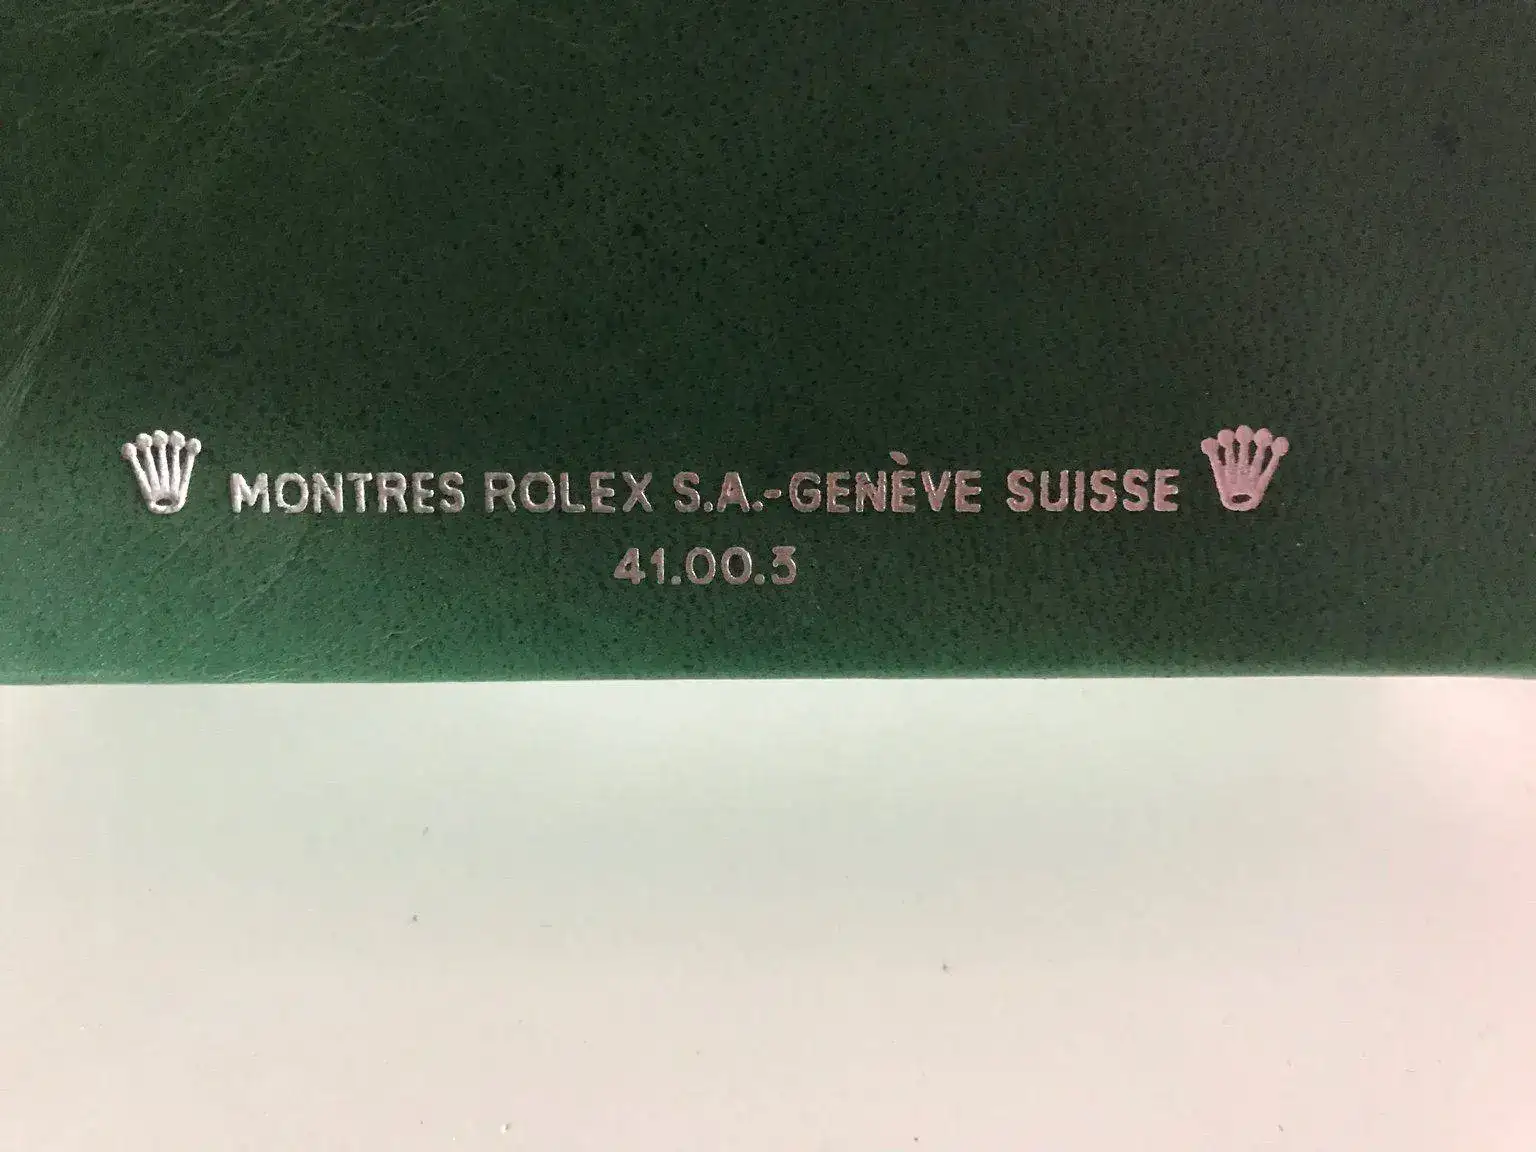 MONTRES ROLEX S.A.-GENÈVE SUISSE
41.00.3